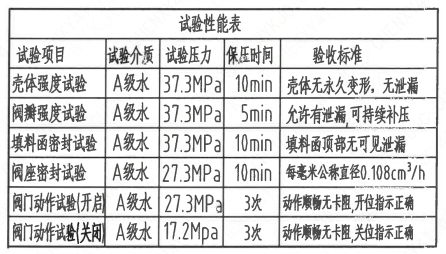 试验性能表
试验项目 试验介质 试验压力 保压时间 验收标准
壳体强度试验 A级水 37.3MPa 10min 壳体无永久变形，无泄漏
阀瓣强度试验 A级水 37.3MPa 5min 允许有泄漏,可持续补压
填料函密封试验 A级水 37.3MPa 10min 填料函顶部无可见泄漏
阀座密封试验 A级水 27.3MPa 10min 每毫米公称直径0.108cm³/h
阀门动作试验(开启) A级水 27.3MPa 3次 动作顺畅无卡阻,开位指示正确
阀门动作试验(关闭) A级水 17.2Mpa 3次 动作顺畅无卡阻,关位指示正确